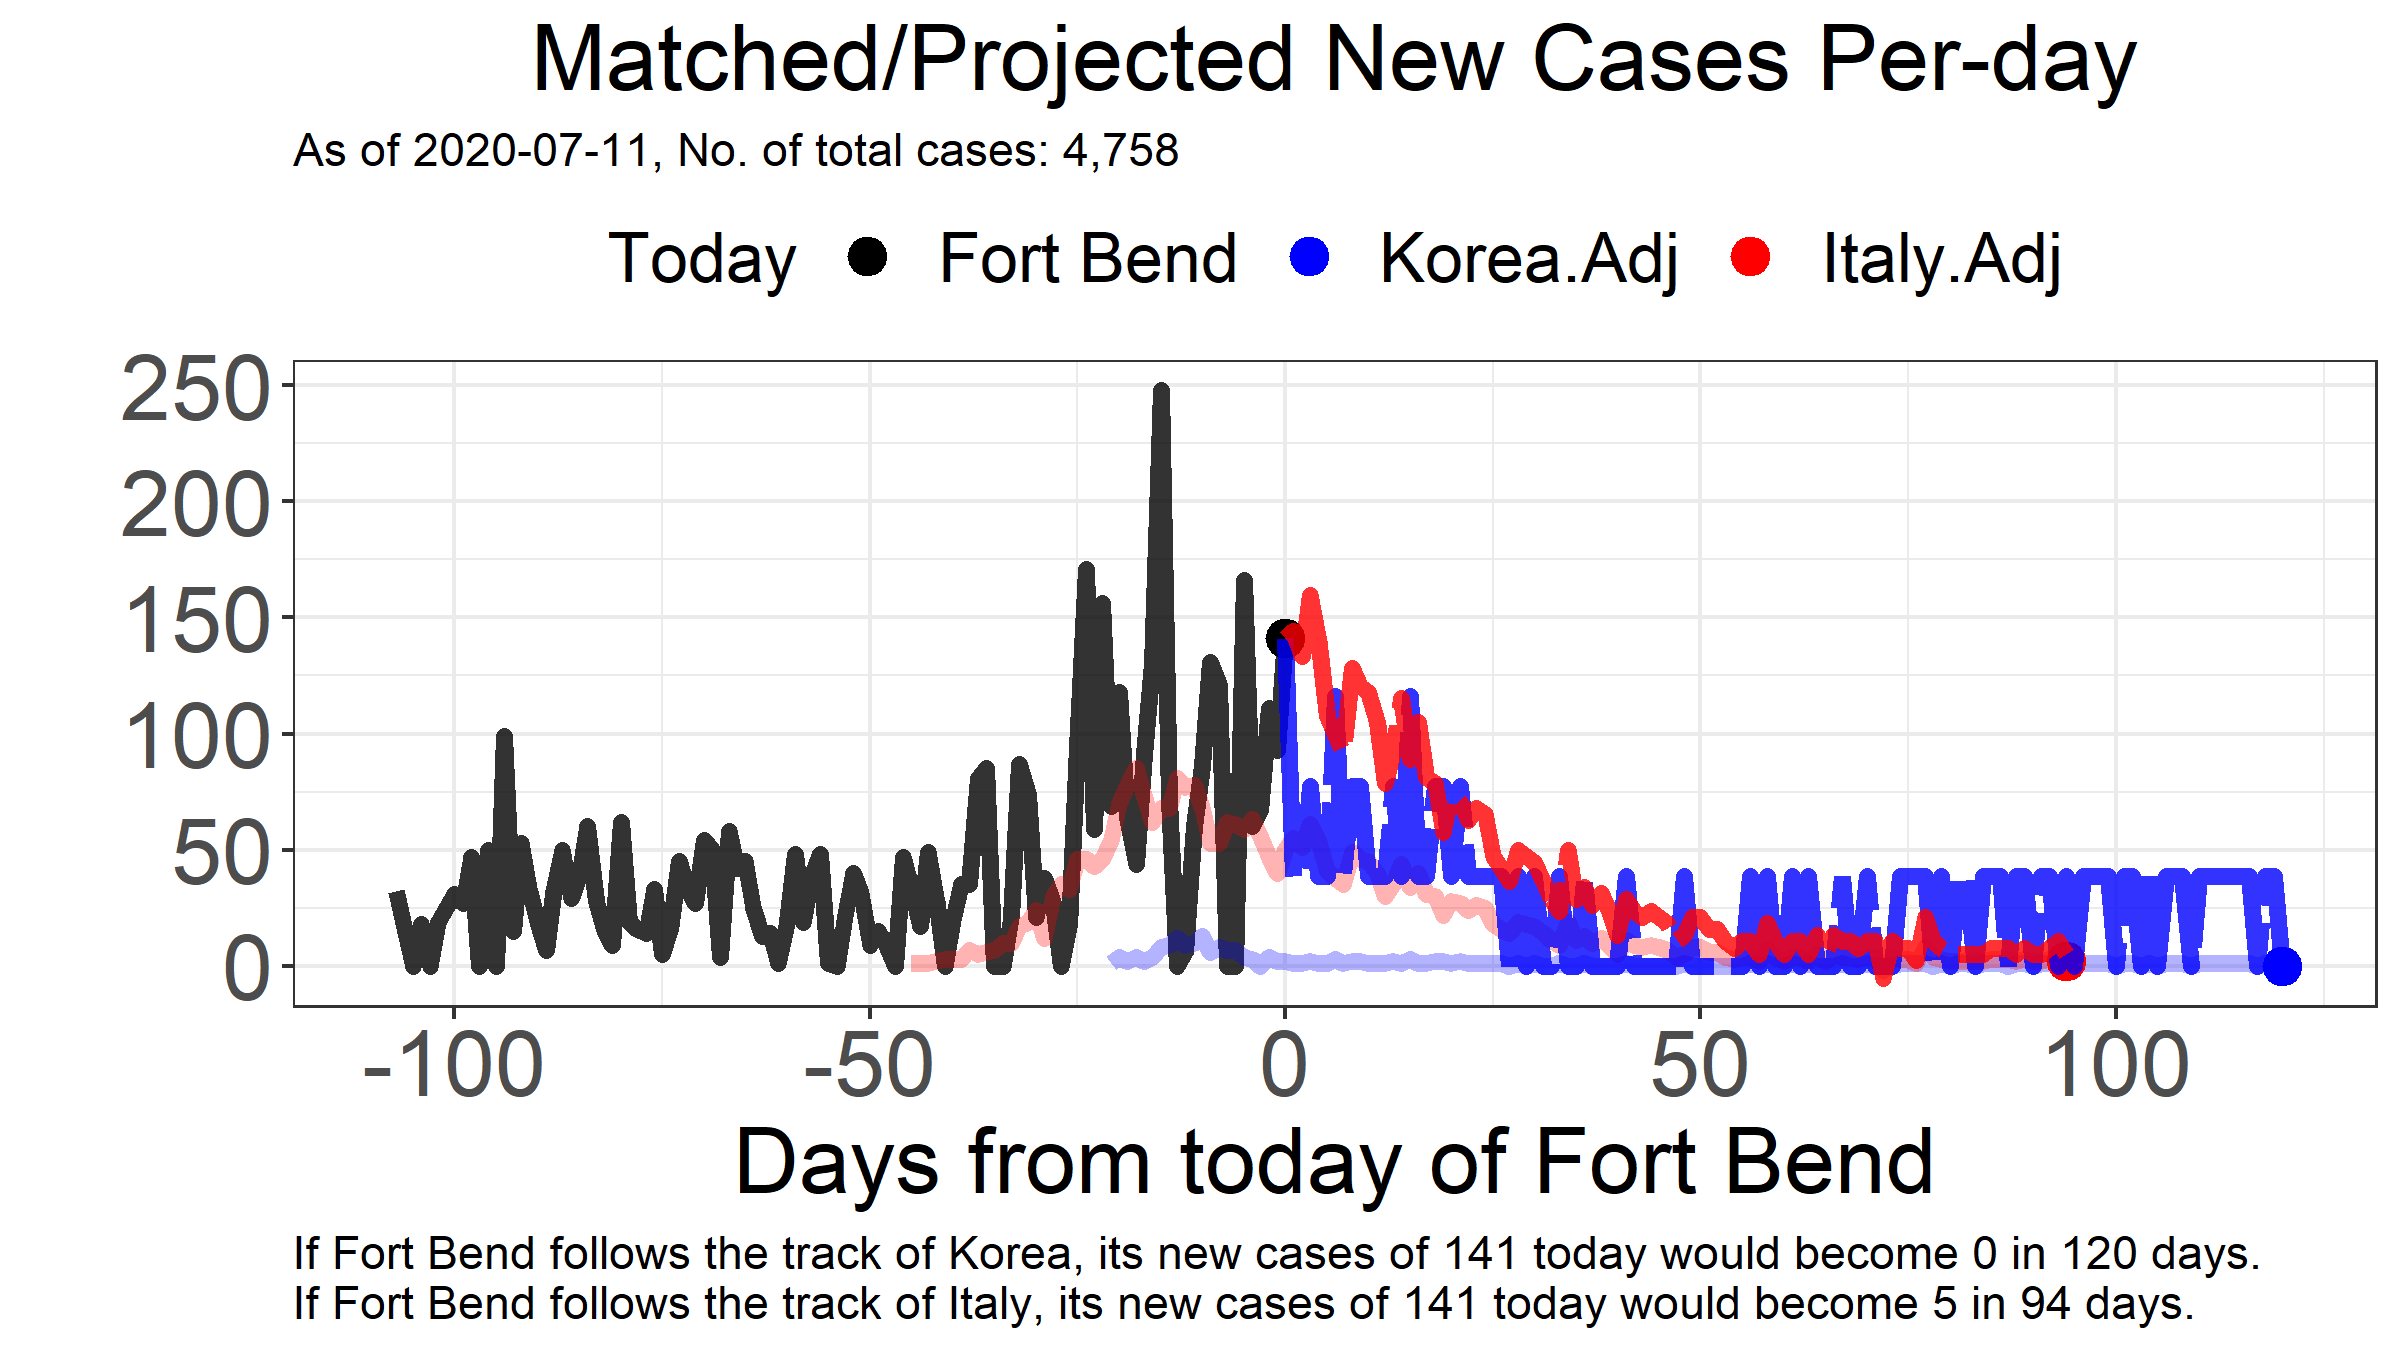 Matched/Projected New Cases Per-day
As of 2020-07-11, No. of total cases: 4,758
Today Fort Bend Korea.Adj Italy.Adj
250
200
150
100
50
0
-100 -50 0 50 100
Days from today of Fort Bend
If Fort Bend follows the track of Korea, its new cases of 141 today would become 0 in 120 days.
If Fort Bend follows the track of Italy, its new cases of 141 today would become 5 in 94 days.